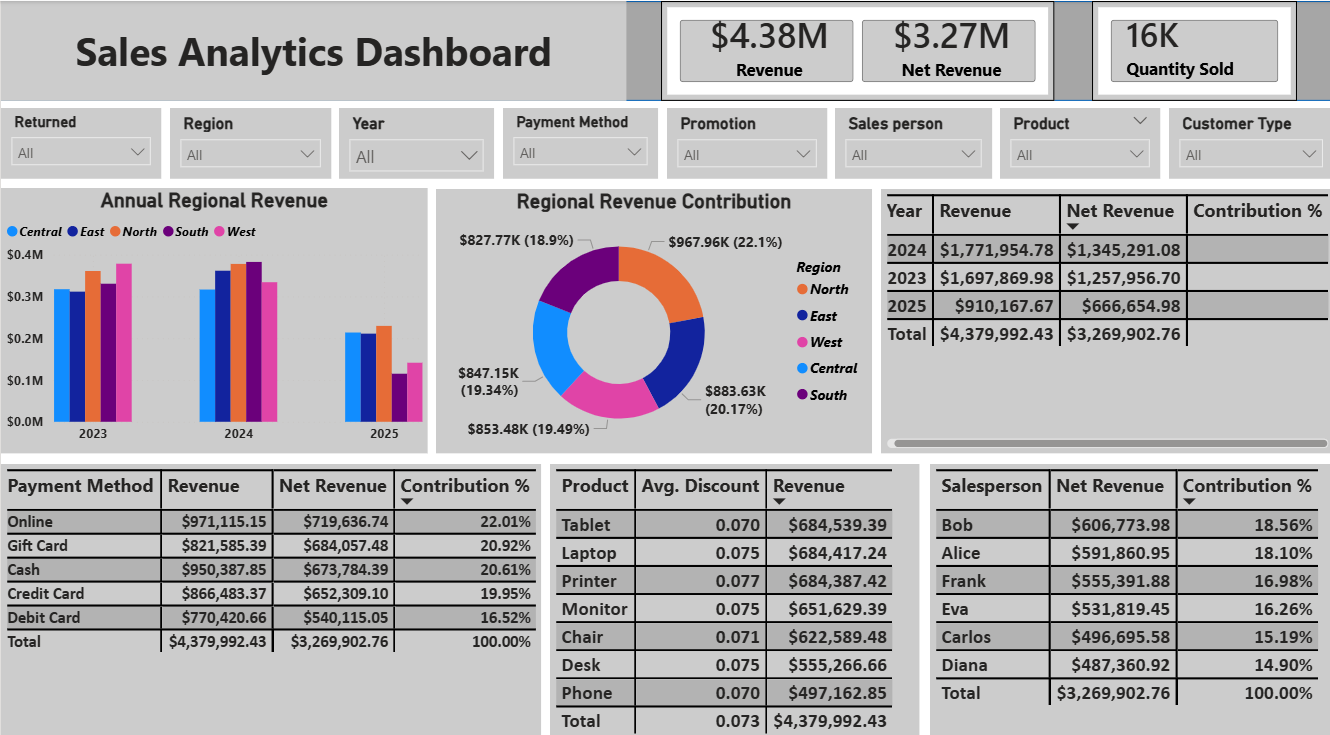 Sales Analytics Dashboard
$4.38M
Revenue
$3.27M
Net Revenue
16K
Quantity Sold
Returned
All
Region
All
Year
All
Payment Method
All
Promotion
All
Sales person
All
Product
All
Customer Type
All
Annual Regional Revenue
Central East North South West
$0.4M
$0.3M
$0.2M
$0.1M
$0.0M
2023 2024 2025
Regional Revenue Contribution
$827.77K (18.9%)
$967.96K (22.1%)
$847.15K
(19.34%)
$883.63K
(20.17%)
$853.48K (19.49%)
Region
North
East
West
Central
South
Year Revenue Net Revenue Contribution %
2024 $1,771,954.78 $1,345,291.08
2023 $1,697,869.98 $1,257,956.70
2025 $910,167.67 $666,654.98
Total $4,379,992.43 $3,269,902.76
Payment Method Revenue Net Revenue Contribution %
Online $971,115.15 $719,636.74 22.01%
Gift Card $821,585.39 $684,057.48 20.92%
Cash $950,387.85 $673,784.39 20.61%
Credit Card $866,483.37 $652,309.10 19.95%
Debit Card $770,420.66 $540,115.05 16.52%
Total $4,379,992.43 $3,269,902.76 100.00%
Product Avg. Discount Revenue
Tablet 0.070 $684,539.39
Laptop 0.075 $684,417.24
Printer 0.077 $684,387.42
Monitor 0.075 $651,629.39
Chair 0.071 $622,589.48
Desk 0.075 $555,266.66
Phone 0.070 $497,162.85
Total 0.073 $4,379,992.43
Salesperson Net Revenue Contribution %
Bob $606,773.98 18.56%
Alice $591,860.95 18.10%
Frank $555,391.88 16.98%
Eva $531,819.45 16.26%
Carlos $496,695.58 15.19%
Diana $487,360.92 14.90%
Total $3,269,902.76 100.00%